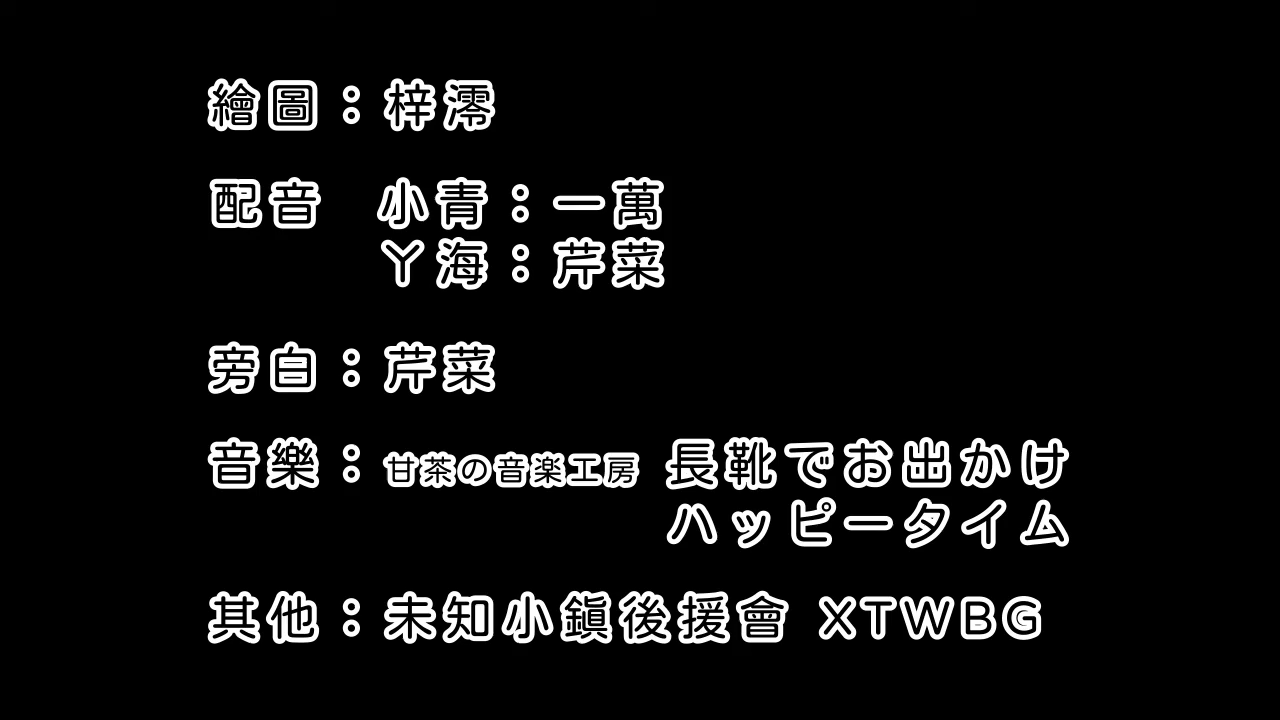 繪圖：梓澪
配音　小青：一萬
ㄚ海：芹菜
旁白：芹菜
音樂：甘茶の音楽工房 長靴でお出かけ
ハッピータイム
其他：未知小鎭後援會 XTWBG